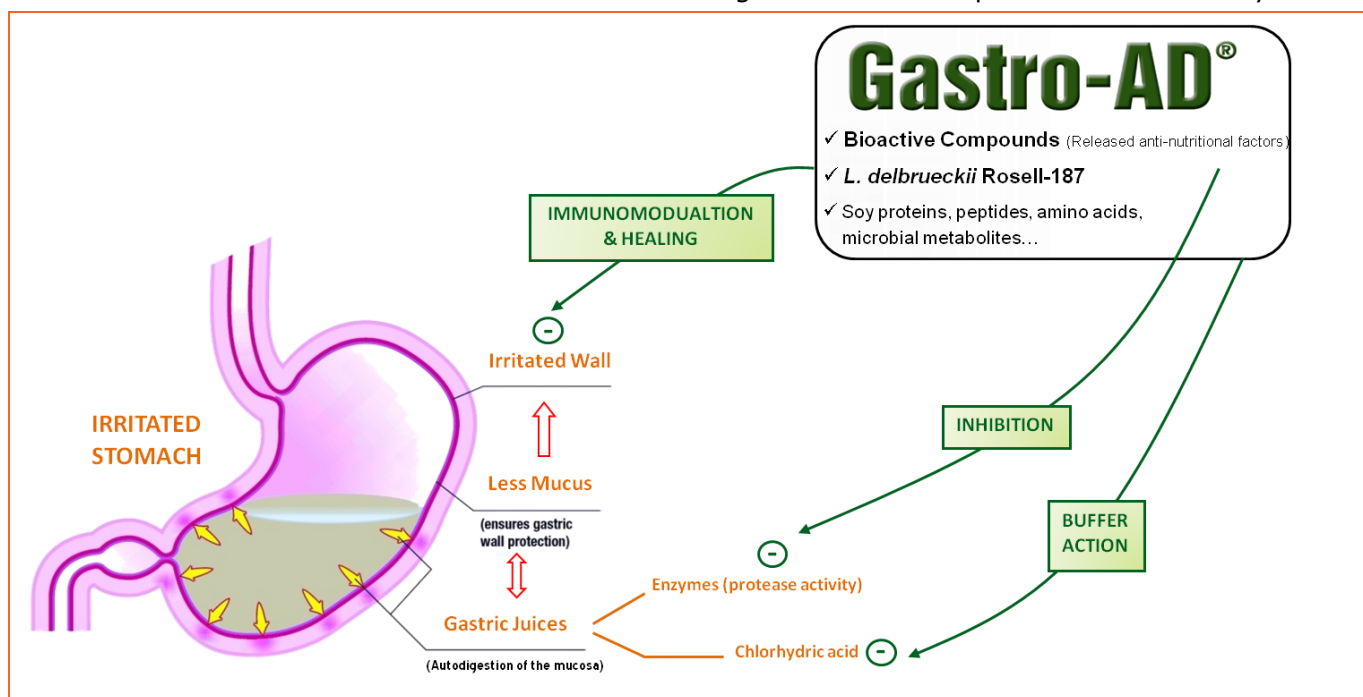 Gastro-AD®
✓ Bioactive Compounds (Released anti-nutritional factors)
✓ L. delbrueckii Rosell-187
✓ Soy proteins, peptides, amino acids,
microbial metabolites…
IMMUNOMODUALTION
& HEALING
-
Irritated Wall
IRRITATED
STOMACH
Less Mucus
(ensures gastric
wall protection)
INHIBITION
BUFFER
ACTION
-
Enzymes (protease activity)
Gastric Juices
Chlorhydric acid -
(Autodigestion of the mucosa)